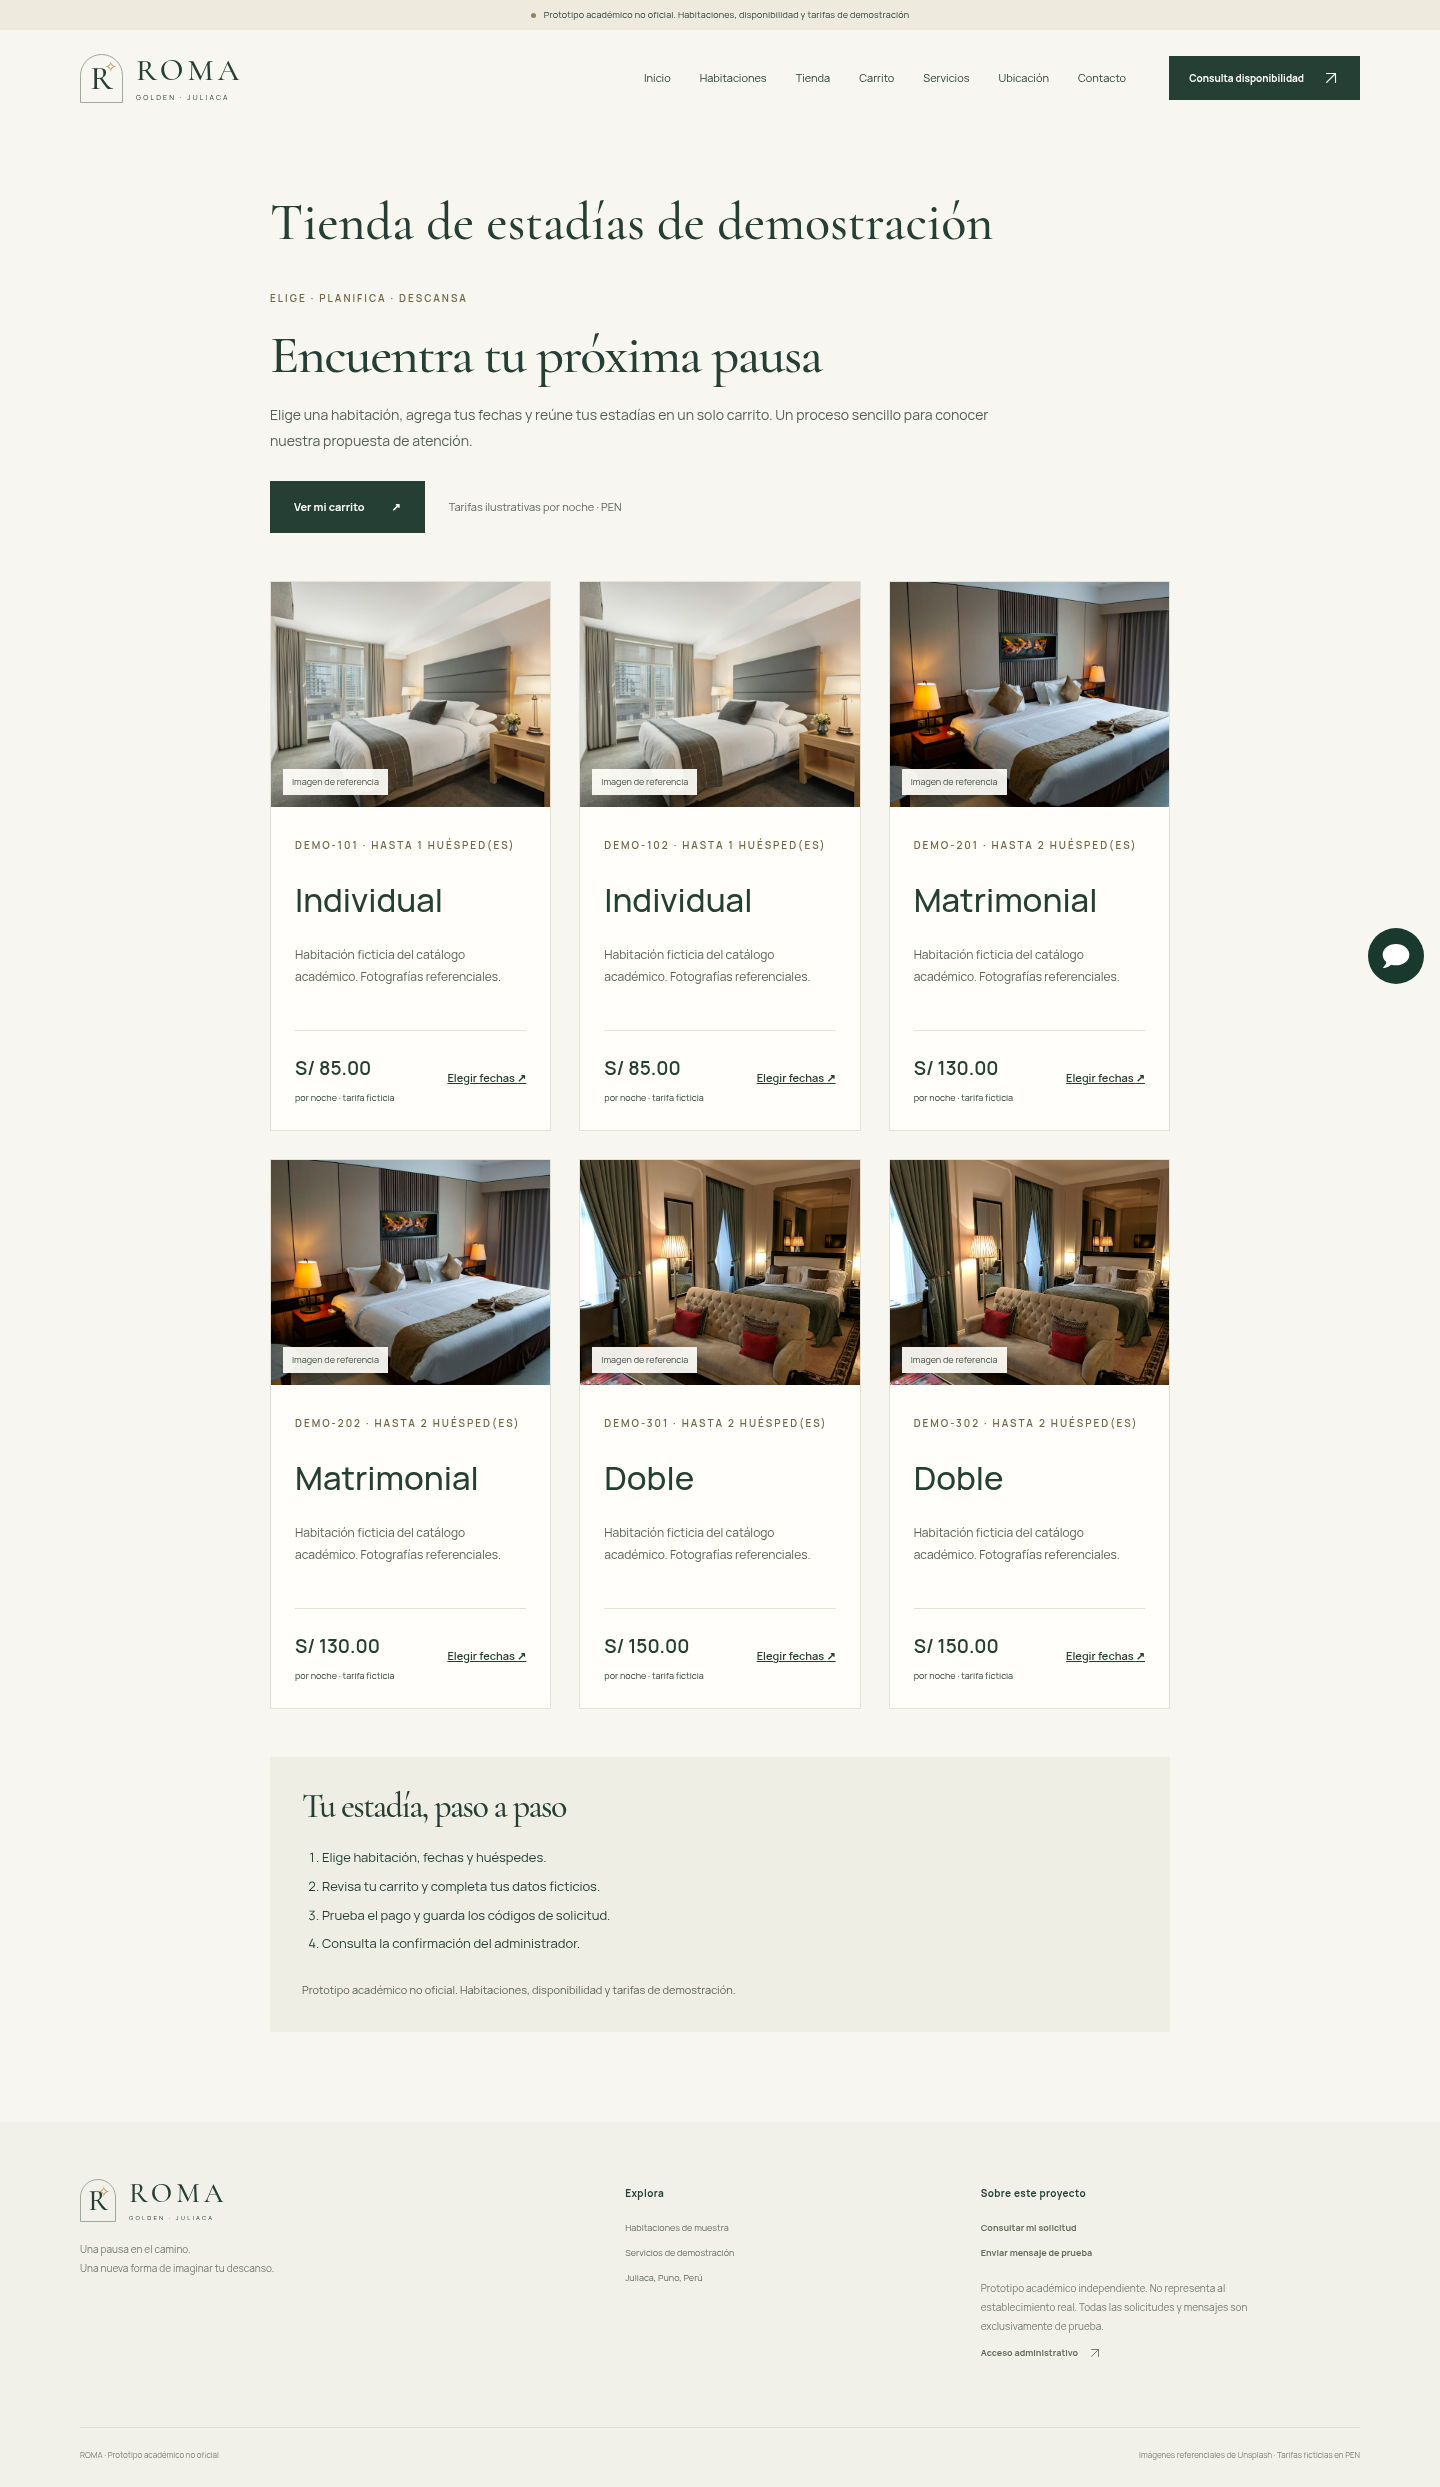 Prototipo académico no oficial. Habitaciones, disponibilidad y tarifas de demostración
R ROMA
GOLDEN · JULIACA
Inicio Habitaciones Tienda Carrito Servicios Ubicación Contacto Consulta disponibilidad
Tienda de estadías de demostración
ELIGE · PLANIFICA · DESCANSA
Encuentra tu próxima pausa
Elige una habitación, agrega tus fechas y reúne tus estadías en un solo carrito. Un proceso sencillo para conocer
nuestra propuesta de atención.
Ver mi carrito ↗ Tarifas ilustrativas por noche · PEN
Imagen de referencia
DEMO-101 · HASTA 1 HUÉSPED(ES)
Individual
Habitación ficticia del catálogo
académico. Fotografías referenciales.
S/ 85.00
Elegir fechas ↗
por noche · tarifa ficticia
Imagen de referencia
DEMO-102 · HASTA 1 HUÉSPED(ES)
Individual
Habitación ficticia del catálogo
académico. Fotografías referenciales.
S/ 85.00
Elegir fechas ↗
por noche · tarifa ficticia
Imagen de referencia
DEMO-201 · HASTA 2 HUÉSPED(ES)
Matrimonial
Habitación ficticia del catálogo
académico. Fotografías referenciales.
S/ 130.00
Elegir fechas ↗
por noche · tarifa ficticia
Imagen de referencia
DEMO-202 · HASTA 2 HUÉSPED(ES)
Matrimonial
Habitación ficticia del catálogo
académico. Fotografías referenciales.
S/ 130.00
Elegir fechas ↗
por noche · tarifa ficticia
Imagen de referencia
DEMO-301 · HASTA 2 HUÉSPED(ES)
Doble
Habitación ficticia del catálogo
académico. Fotografías referenciales.
S/ 150.00
Elegir fechas ↗
por noche · tarifa ficticia
Imagen de referencia
DEMO-302 · HASTA 2 HUÉSPED(ES)
Doble
Habitación ficticia del catálogo
académico. Fotografías referenciales.
S/ 150.00
Elegir fechas ↗
por noche · tarifa ficticia
Tu estadía, paso a paso
1. Elige habitación, fechas y huéspedes.
2. Revisa tu carrito y completa tus datos ficticios.
3. Prueba el pago y guarda los códigos de solicitud.
4. Consulta la confirmación del administrador.
Prototipo académico no oficial. Habitaciones, disponibilidad y tarifas de demostración.
R ROMA
GOLDEN · JULIACA
Una pausa en el camino.
Una nueva forma de imaginar tu descanso.
Explora
Habitaciones de muestra
Servicios de demostración
Juliaca, Puno, Perú
Sobre este proyecto
Consultar mi solicitud
Enviar mensaje de prueba
Prototipo académico independiente. No representa al
establecimiento real. Todas las solicitudes y mensajes son
exclusivamente de prueba.
Acceso administrativo
ROMA · Prototipo académico no oficial
Imágenes referenciales de Unsplash · Tarifas ficticias en PEN